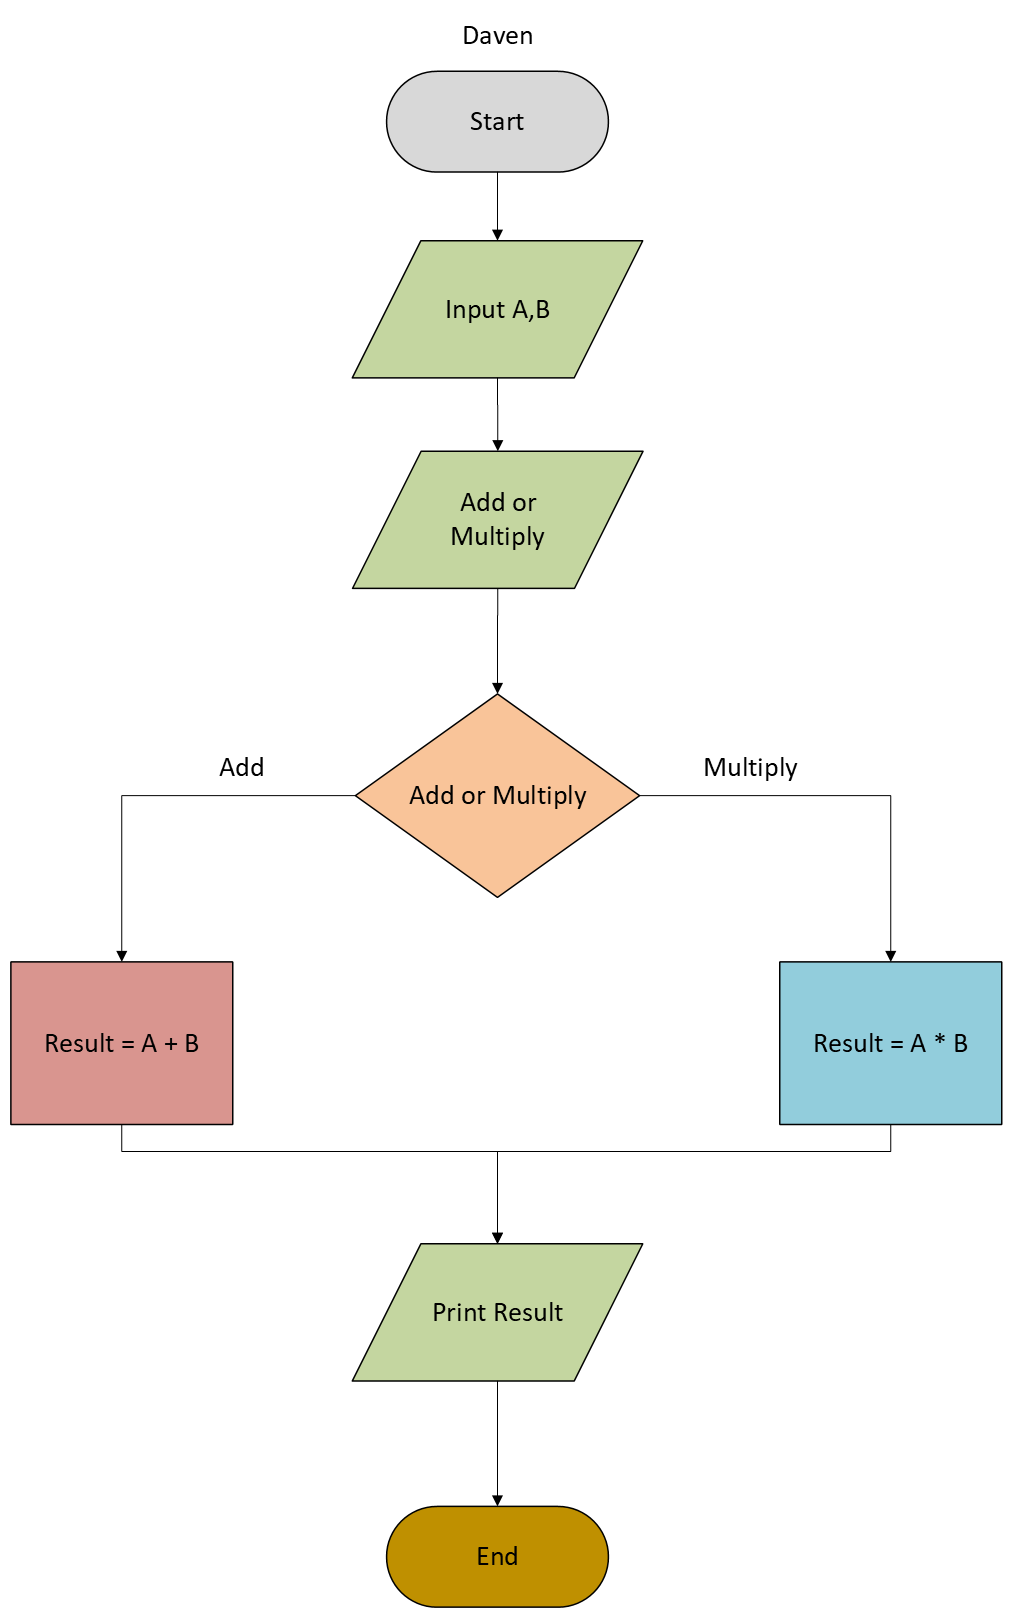 Daven
Start
Input A,B
Add or
Multiply
Add
Add or Multiply
Multiply
Result = A + B
Result = A * B
Print Result
End